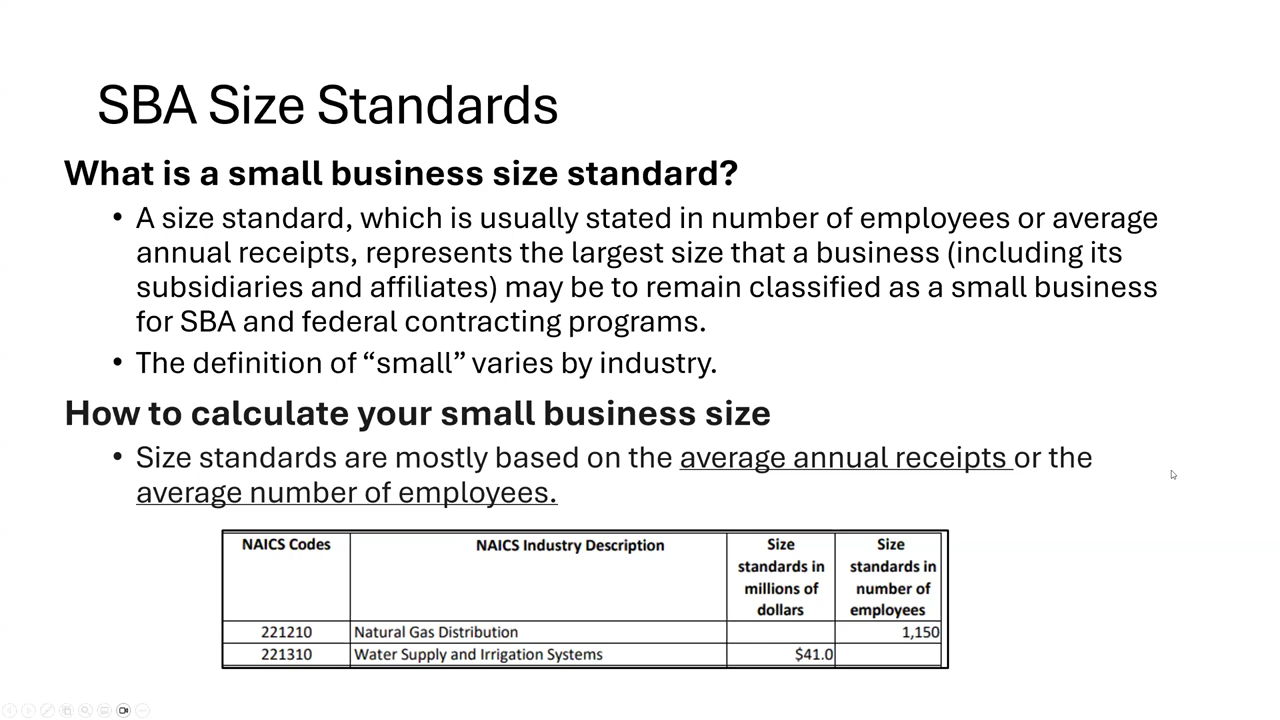 SBA Size Standards
What is a small business size standard?
• A size standard, which is usually stated in number of employees or average
annual receipts, represents the largest size that a business (including its
subsidiaries and affiliates) may be to remain classified as a small business
for SBA and federal contracting programs.
• The definition of “small” varies by industry.
How to calculate your small business size
• Size standards are mostly based on the average annual receipts or the
average number of employees.
NAICS Codes NAICS Industry Description Size Size
standards in standards in
millions of number of
dollars employees
221210 Natural Gas Distribution 1,150
221310 Water Supply and Irrigation Systems $41.0